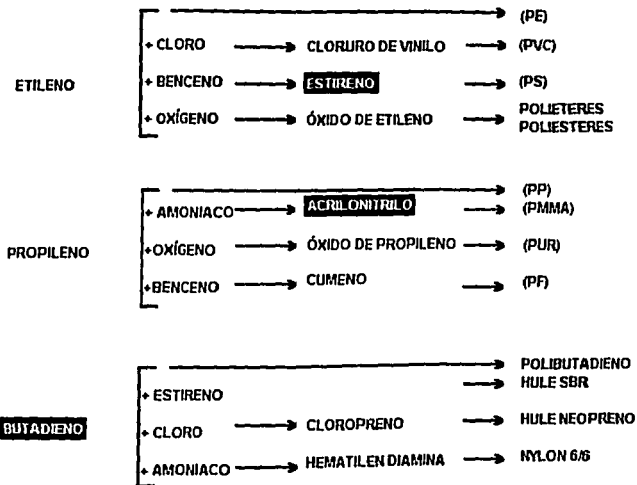 (PE)
+ CLORO CLORURO DE VINILO (PVC)
ETILENO + BENCENO ESTIRENO (PS)
+ OXÍGENO ÓXIDO DE ETILENO POLIETERES
POLIESTERES
(PP)
+ AMONIACO ACRILONITRILO (PMMA)
PROPILENO +OXÍGENO ÓXIDO DE PROPILENO (PUR)
+BENCENO CUMENO (PF)
POLIBUTADIENO
+ ESTIRENO HULE SBR
BUTADIENO + CLORO CLOROPRENO HULE NEOPRENO
+ AMONIACO HEMATILEN DIAMINA NYLON 6/6